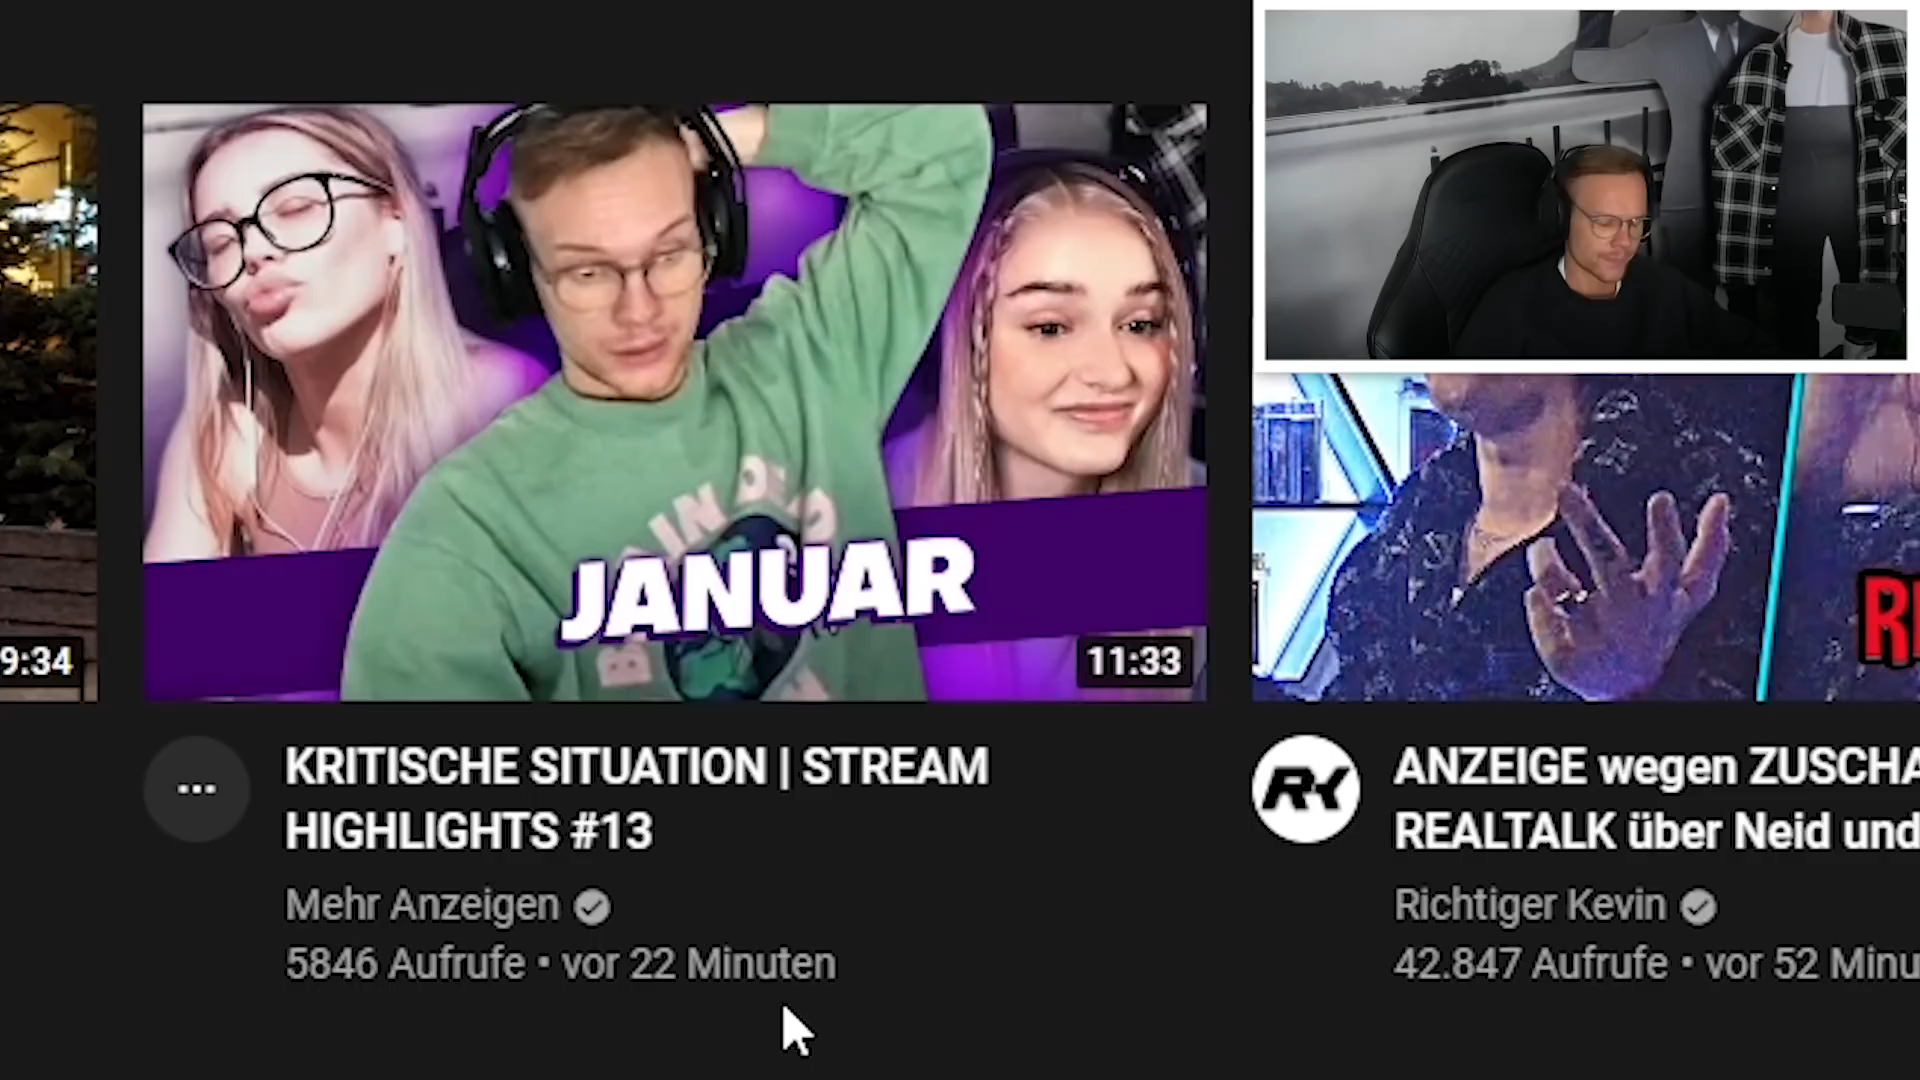 JANUAR
9:34
11:33
KRITISCHE SITUATION | STREAM
HIGHLIGHTS #13
Mehr Anzeigen
5846 Aufrufe • vor 22 Minuten
RK
ANZEIGE wegen ZUSCHA
REALTALK über Neid und
Richtiger Kevin
42.847 Aufrufe • vor 52 Minu